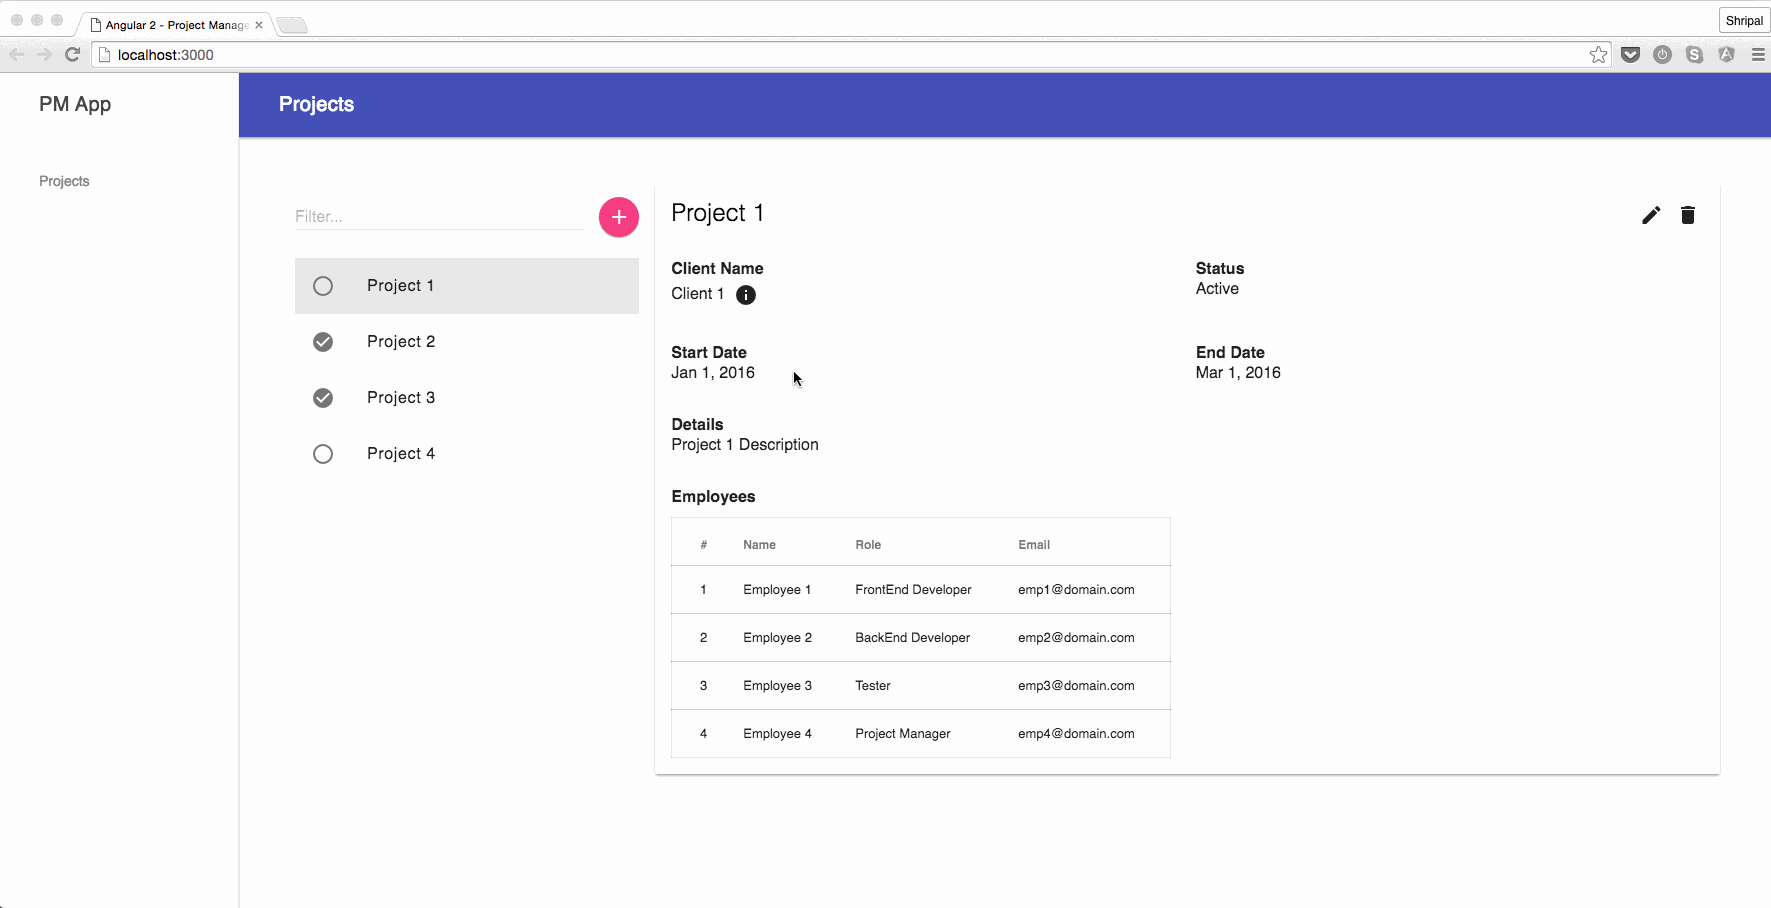 Angular 2 - Project Manage
Shripal
localhost:3000
PM App
Projects
Projects
Filter...
Project 1
Project 2
Project 3
Project 4
Project 1
Client Name
Status
Client 1
Active
Start Date
End Date
Jan 1, 2016
Mar 1, 2016
Details
Project 1 Description
Employees
# Name Role Email
1 Employee 1 FrontEnd Developer emp1@domain.com
2 Employee 2 BackEnd Developer emp2@domain.com
3 Employee 3 Tester emp3@domain.com
4 Employee 4 Project Manager emp4@domain.com